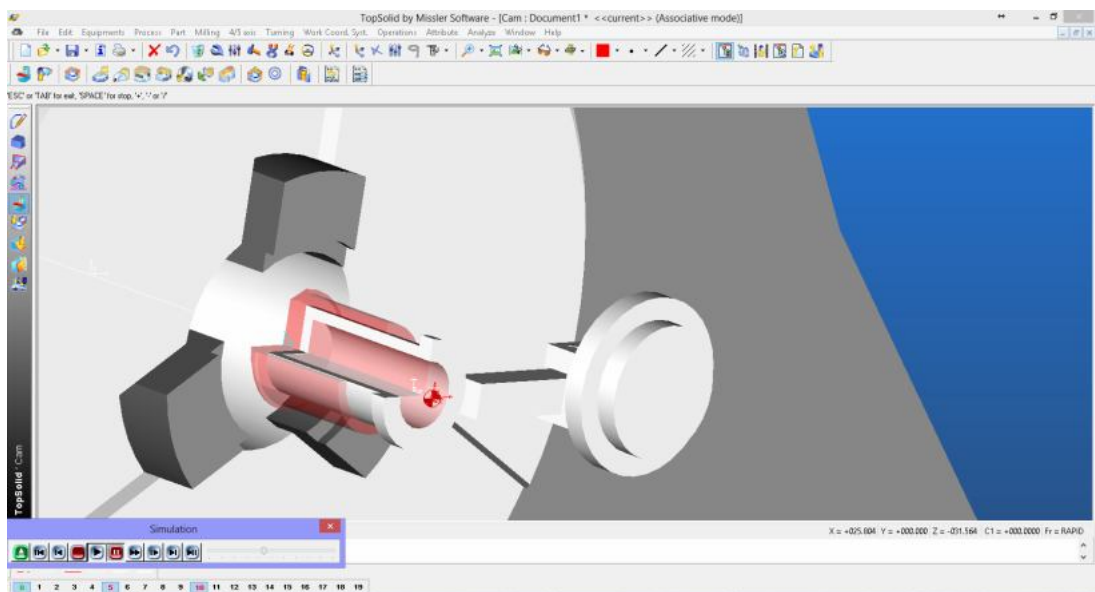 TopSolid by Missler Software - [Cam : Document1 * <<current>> (Associative mode)]
File Edit Equipments Process Part Milling 4/5 axis Turning Work Coord. Syst. Operations Attribute Analyze Window Help
'ESC' or 'TAB' for exit, 'SPACE' for stop, '+', '-' or '/'
TopSolid 'Cam
Simulation
X = +025.804 Y = +000.000 Z = -031.564 C1 = +000.0000 Fr = RAPID
0 1 2 3 4 5 6 7 8 9 10 11 12 13 14 15 16 17 18 19